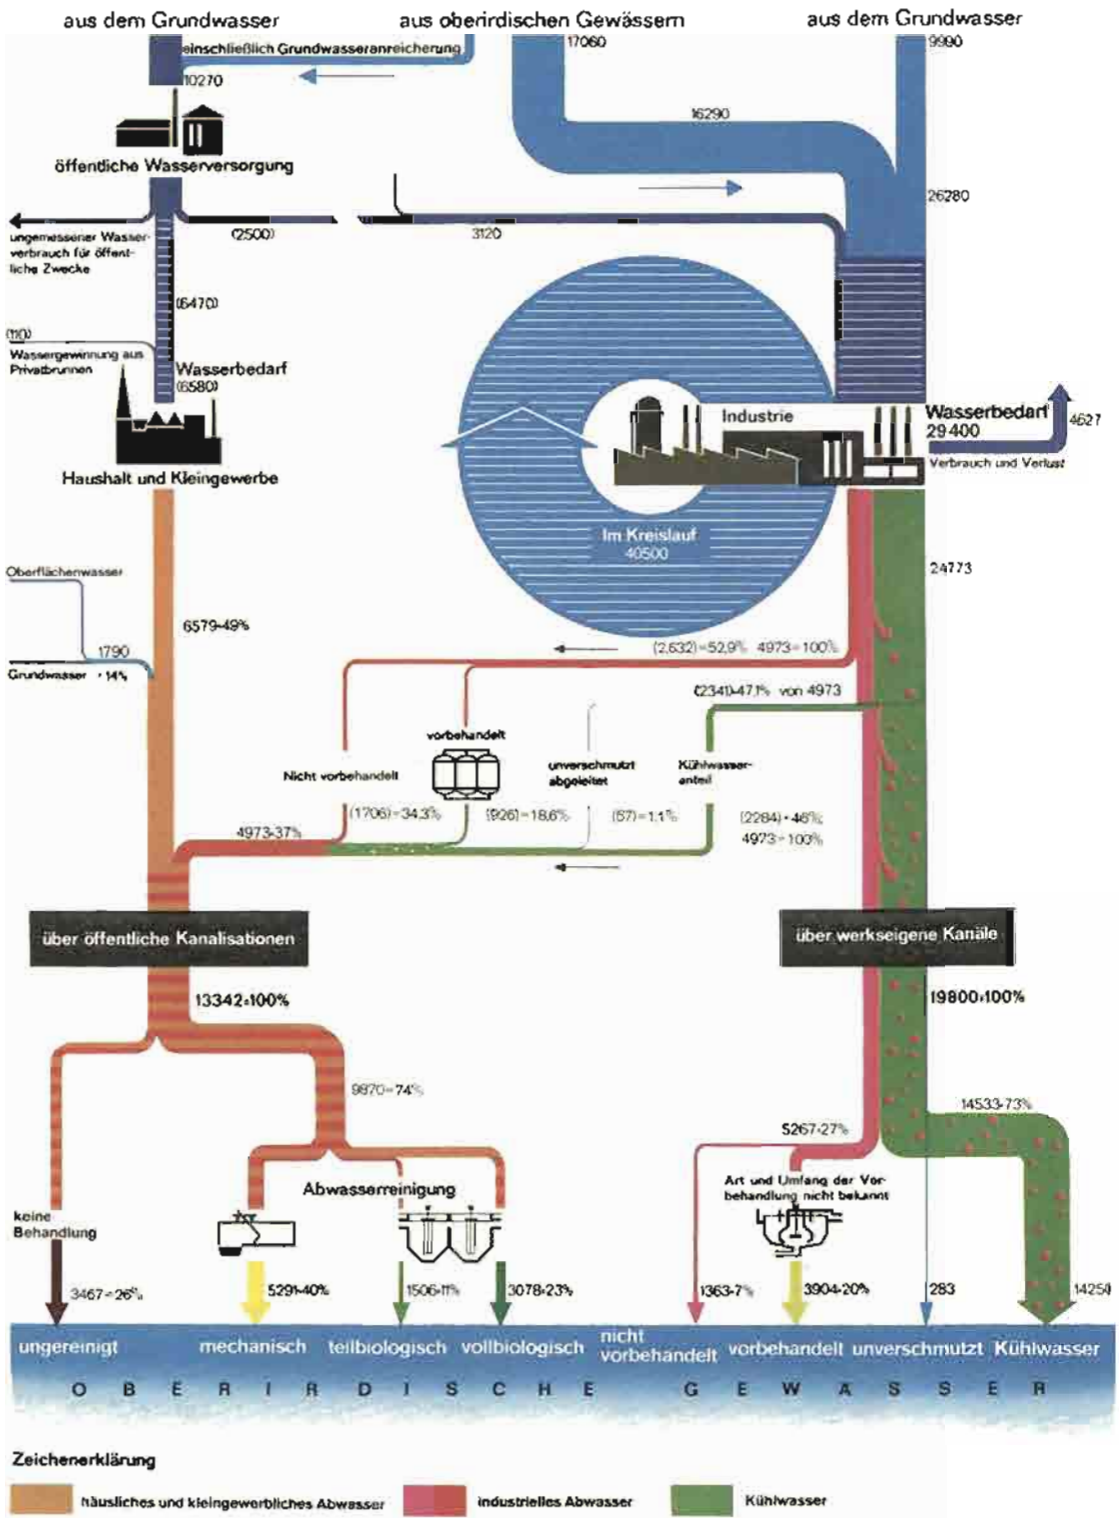 aus dem Grundwasser
aus oberirdischen Gewässern
aus dem Grundwasser
einschließlich Grundwasseranreicherung
17060
9990
10270
16290
öffentliche Wasserversorgung
26280
ungemessener Wasser-
verbrauch für öffent-
liche Zwecke
(2500)
3120
(6470)
(110)
Wassergewinnung aus
Privatbrunnen
Wasserbedarf
(6580)
Industrie
Wasserbedarf
29400
4627
Verbrauch und Verlust
Haushalt und Kleingewerbe
Im Kreislauf
40500
Oberflächenwasser
24773
6579=49%
1790
Grundwasser =14%
(2,632)=52,9% 4973=100%
(2341)=47,1% von 4973
vorbehandelt
Nicht vorbehandelt
unverschmutzt
abgeleitet
Kühlwasser-
anteil
4973=37%
(1706)=34,3%
(926)=18,6%
(57)=1,1%
(2284)=46%
4973=100%
über öffentliche Kanalisationen
über werkseigene Kanäle
13342=100%
19800=100%
9870=74%
14533=73%
5267=27%
Abwasserreinigung
Art und Umfang der Vor-
behandlung nicht bekannt
keine
Behandlung
3467=26%
5291=40%
1506=11%
3078=23%
1363=7%
3904=20%
283
14250
ungereinigt
mechanisch
teilbiologisch
vollbiologisch
nicht
vorbehandelt
vorbehandelt
unverschmutzt
Kühlwasser
OBERIRDISCHE GEWÄSSER
Zeichenerklärung
häusliches und kleingewerbliches Abwasser
industrielles Abwasser
Kühlwasser